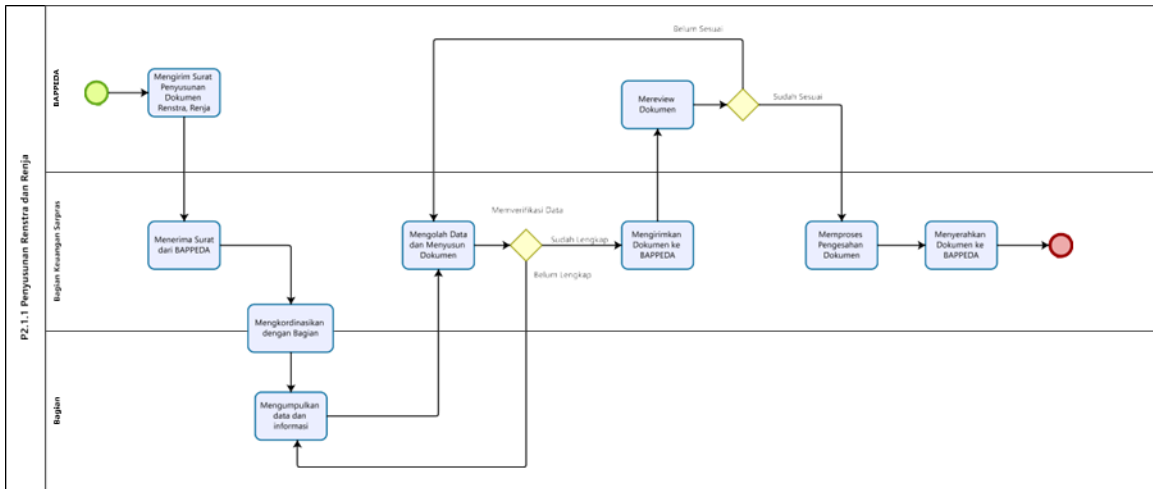 P2.1.1 Penyusunan Renstra dan Renja
BAPPEDA
Mengirim Surat
Penyusunan
Dokumen
Renstra, Renja
Belum Sesuai
Mereview
Dokumen
Sudah Sesuai
Bagian Keuangan Sarpras
Menerima Surat
dari BAPPEDA
Mengkordinasikan
dengan Bagian
Mengolah Data
dan Menyusun
Dokumen
Memverifikasi Data
Sudah Lengkap
Belum Lengkap
Mengirimkan
Dokumen ke
BAPPEDA
Memproses
Pengesahan
Dokumen
Menyerahkan
Dokumen ke
BAPPEDA
Bagian
Mengumpulkan
data dan
informasi